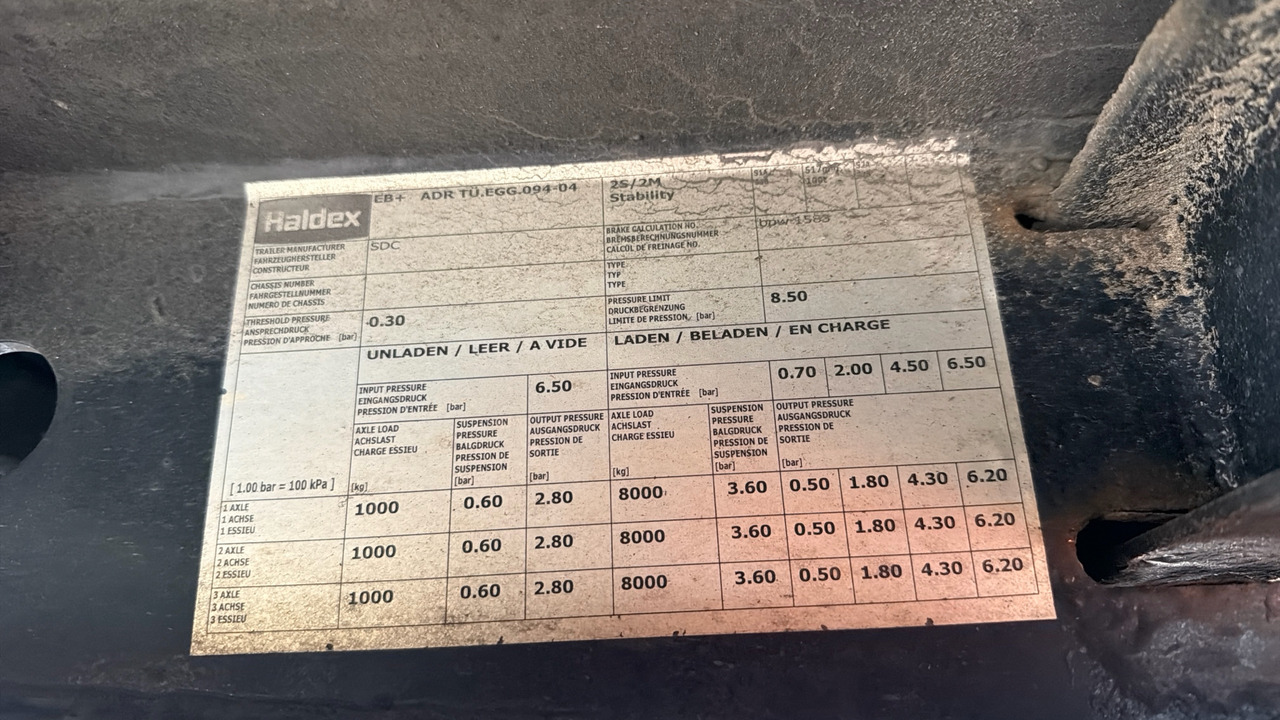 Haldex
EB+ ADR TÜ.EGG.094-04
2S/2M
Stability
TRAILER MANUFACTURER
FAHRZEUGHERSTELLER
CONSTRUCTEUR
SDC
BRAKE CALCULATION NO.
BREMSBERECHNUNGSNUMMER
CALCUL DE FREINAGE NO.
bpw 1583
CHASSIS NUMBER
FAHRGESTELLNUMMER
NUMERO DE CHASSIS
TYPE
TYP
TYPE
THRESHOLD PRESSURE
ANSPRECHDRUCK
PRESSION D'APPROCHE [bar]
0.30
PRESSURE LIMIT
DRUCKBEGRENZUNG
LIMITE DE PRESSION [bar]
8.50
UNLADEN / LEER / A VIDE
LADEN / BELADEN / EN CHARGE
INPUT PRESSURE
EINGANGSDRUCK
PRESSION D'ENTRÉE [bar]
6.50
INPUT PRESSURE
EINGANGSDRUCK
PRESSION D'ENTRÉE [bar]
0.70 2.00 4.50 6.50
[ 1.00 bar = 100 kPa ]
AXLE LOAD
ACHSLAST
CHARGE ESSIEU
[kg]
SUSPENSION
PRESSURE
BALGDRUCK
PRESSION DE
SUSPENSION
[bar]
OUTPUT PRESSURE
AUSGANGSDRUCK
PRESSION DE
SORTIE
[bar]
AXLE LOAD
ACHSLAST
CHARGE ESSIEU
[kg]
SUSPENSION
PRESSURE
BALGDRUCK
PRESSION DE
SUSPENSION
[bar]
OUTPUT PRESSURE
AUSGANGSDRUCK
PRESSION DE
SORTIE
[bar]
1 AXLE
1 ACHSE
1 ESSIEU
1000 0.60 2.80 8000 3.60 0.50 1.80 4.30 6.20
2 AXLE
2 ACHSE
2 ESSIEU
1000 0.60 2.80 8000 3.60 0.50 1.80 4.30 6.20
3 AXLE
3 ACHSE
3 ESSIEU
1000 0.60 2.80 8000 3.60 0.50 1.80 4.30 6.20